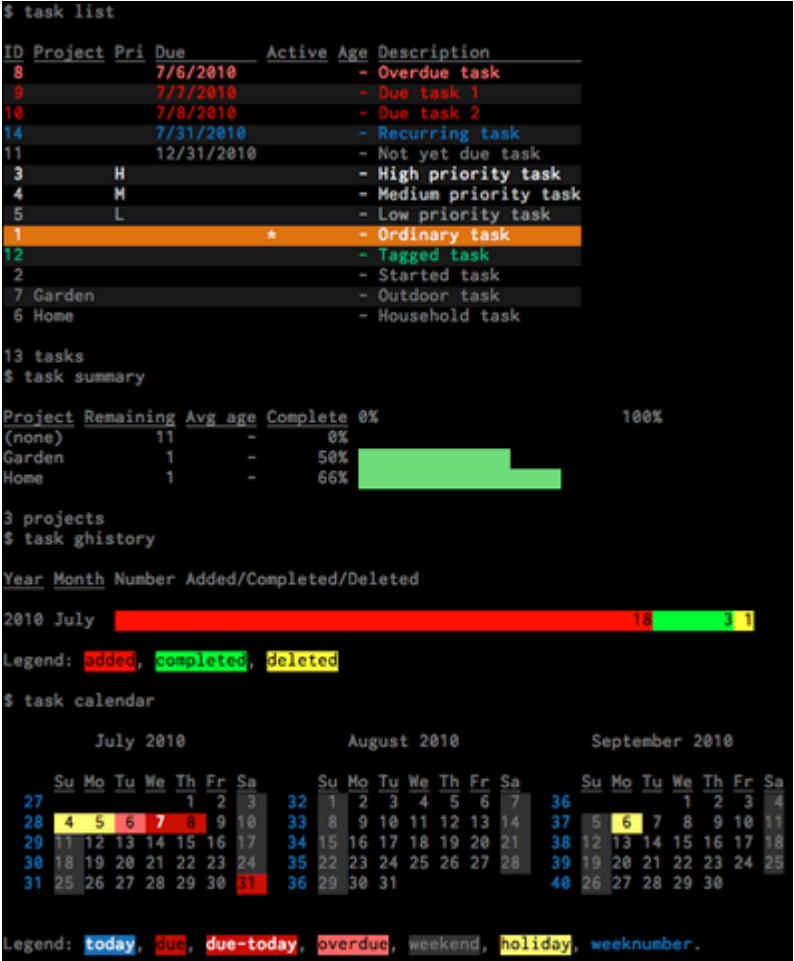 $ task list
ID Project Pri Due Active Age Description
8 7/6/2010 - Overdue task
9 7/7/2010 - Due task 1
10 7/8/2010 - Due task 2
14 7/31/2010 - Recurring task
11 12/31/2010 - Not yet due task
3 H - High priority task
4 M - Medium priority task
5 L - Low priority task
1 * - Ordinary task
12 - Tagged task
2 - Started task
7 Garden - Outdoor task
6 Home - Household task
13 tasks
$ task summary
Project Remaining Avg age Complete 0% 100%
(none) 11 - 0%
Garden 1 - 50%
Home 1 - 66%
3 projects
$ task ghistory
Year Month Number Added/Completed/Deleted
2010 July 18 3 1
Legend: added, completed, deleted
$ task calendar
July 2010 August 2010 September 2010
Su Mo Tu We Th Fr Sa Su Mo Tu We Th Fr Sa Su Mo Tu We Th Fr Sa
27 1 2 3 32 1 2 3 4 5 6 7 36 1 2 3 4
28 4 5 6 7 8 9 10 33 8 9 10 11 12 13 14 37 5 6 7 8 9 10 11
29 11 12 13 14 15 16 17 34 15 16 17 18 19 20 21 38 12 13 14 15 16 17 18
30 18 19 20 21 22 23 24 35 22 23 24 25 26 27 28 39 19 20 21 22 23 24 25
31 25 26 27 28 29 30 31 36 29 30 31 40 26 27 28 29 30
Legend: today, due, due-today, overdue, weekend, holiday, weeknumber.